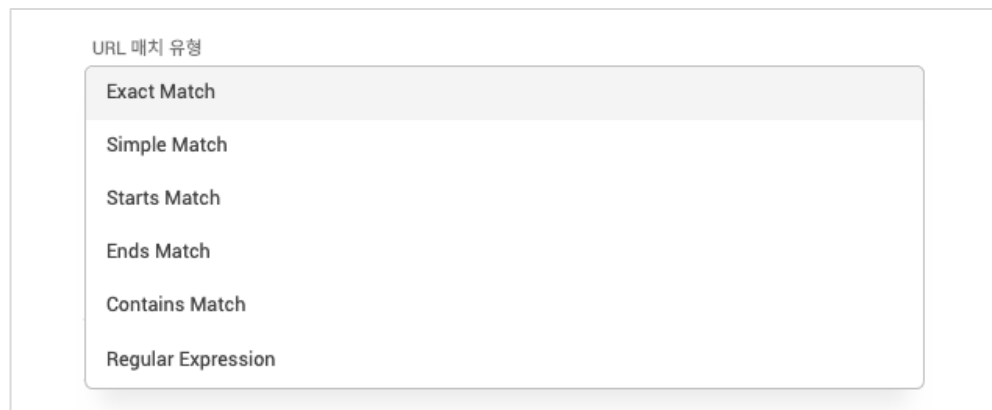 URL 매치 유형
Exact Match
Simple Match
Starts Match
Ends Match
Contains Match
Regular Expression